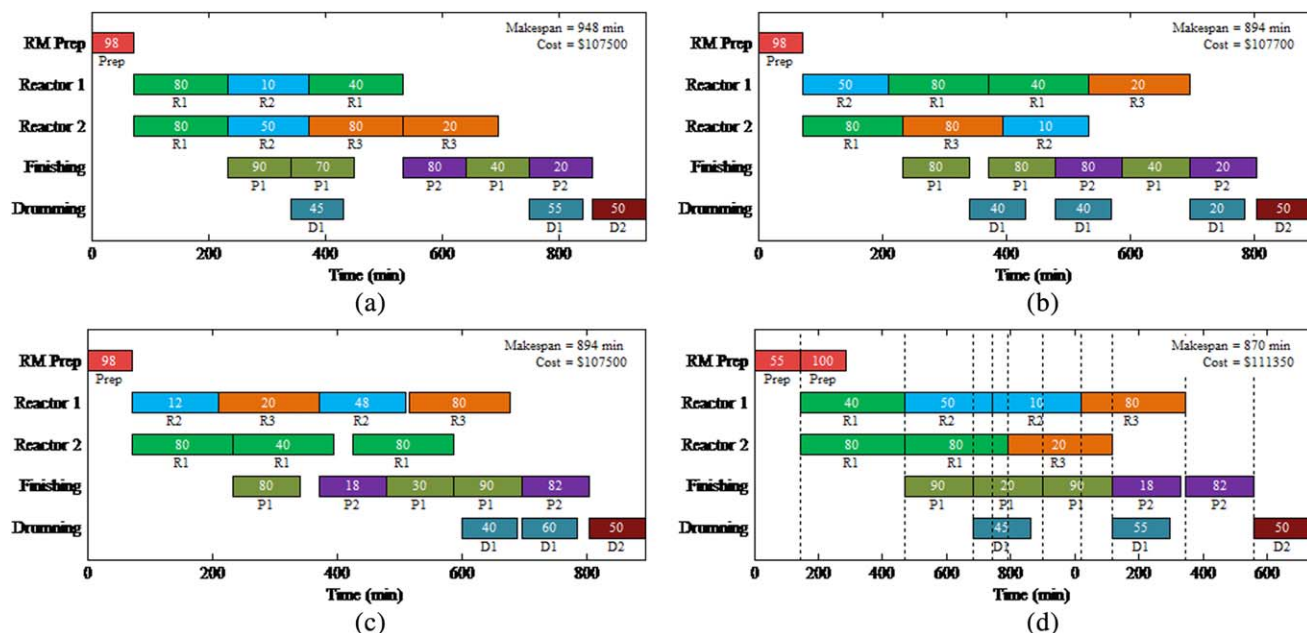 Makespan = 948 min
Cost = $107500
RM Prep 98
Prep
Reactor 1 80 10 40
R1 R2 R1
Reactor 2 80 50 80 20
R1 R2 R3 R3
Finishing 90 70 80 40 20
P1 P1 P2 P1 P2
Drumming 45 55 50
D1 D1 D2
0 200 400 600 800
Time (min)
(a)
Makespan = 894 min
Cost = $107700
RM Prep 98
Prep
Reactor 1 50 80 40 20
R2 R1 R1 R3
Reactor 2 80 80 10
R1 R3 R2
Finishing 80 80 80 40 20
P1 P1 P2 P1 P2
Drumming 40 40 20 50
D1 D1 D1 D2
0 200 400 600 800
Time (min)
(b)
Makespan = 894 min
Cost = $107500
RM Prep 98
Prep
Reactor 1 12 20 48 80
R2 R3 R2 R3
Reactor 2 80 40 80
R1 R1 R1
Finishing 80 18 30 90 82
P1 P2 P1 P1 P2
Drumming 40 60 50
D1 D1 D2
0 200 400 600 800
Time (min)
(c)
Makespan = 870 min
Cost = $111350
RM Prep 55 100
Prep Prep
Reactor 1 40 50 10 80
R1 R2 R2 R3
Reactor 2 80 80 20
R1 R1 R3
Finishing 90 20 90 18 82
P1 P1 P1 P2 P2
Drumming 45 55 50
D1 D1 D2
0 200 400 600 800 0 200 400 600
Time (min)
(d)